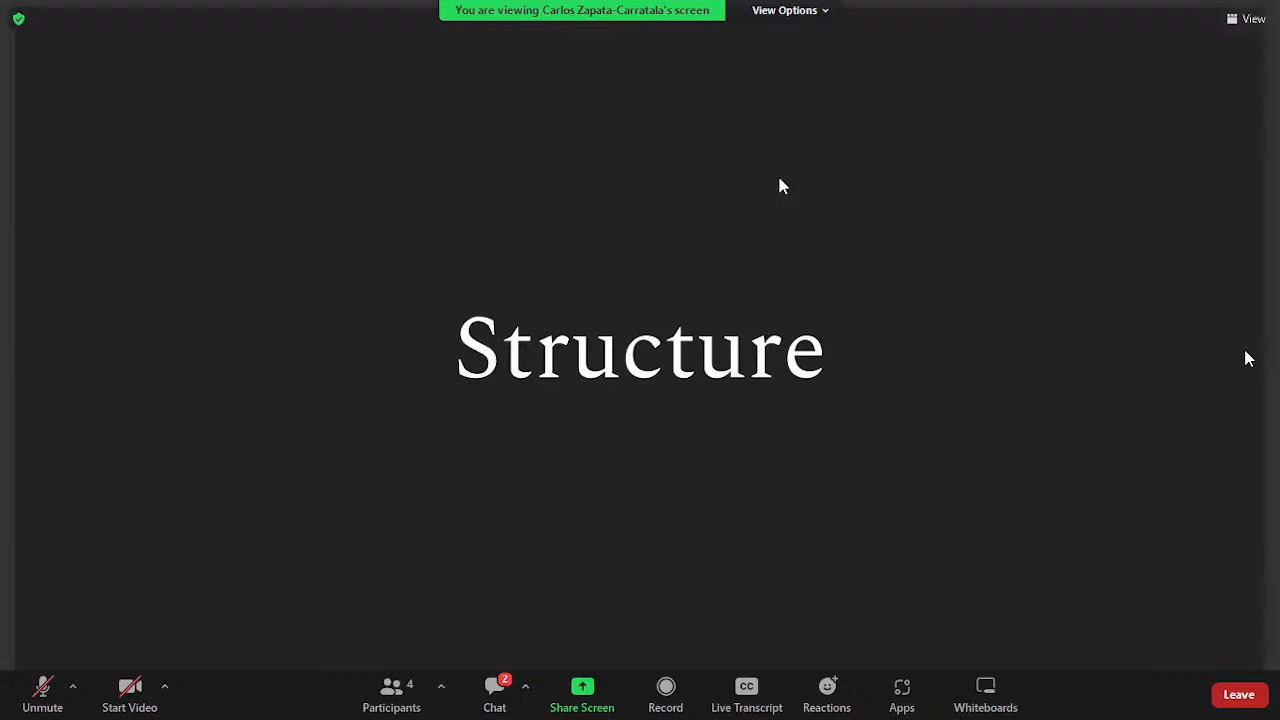 You are viewing Carlos Zapata-Carratala's screen
View Options
View
Structure
Unmute
Start Video
4
Participants
2
Chat
Share Screen
Record
CC
Live Transcript
Reactions
Apps
Whiteboards
Leave